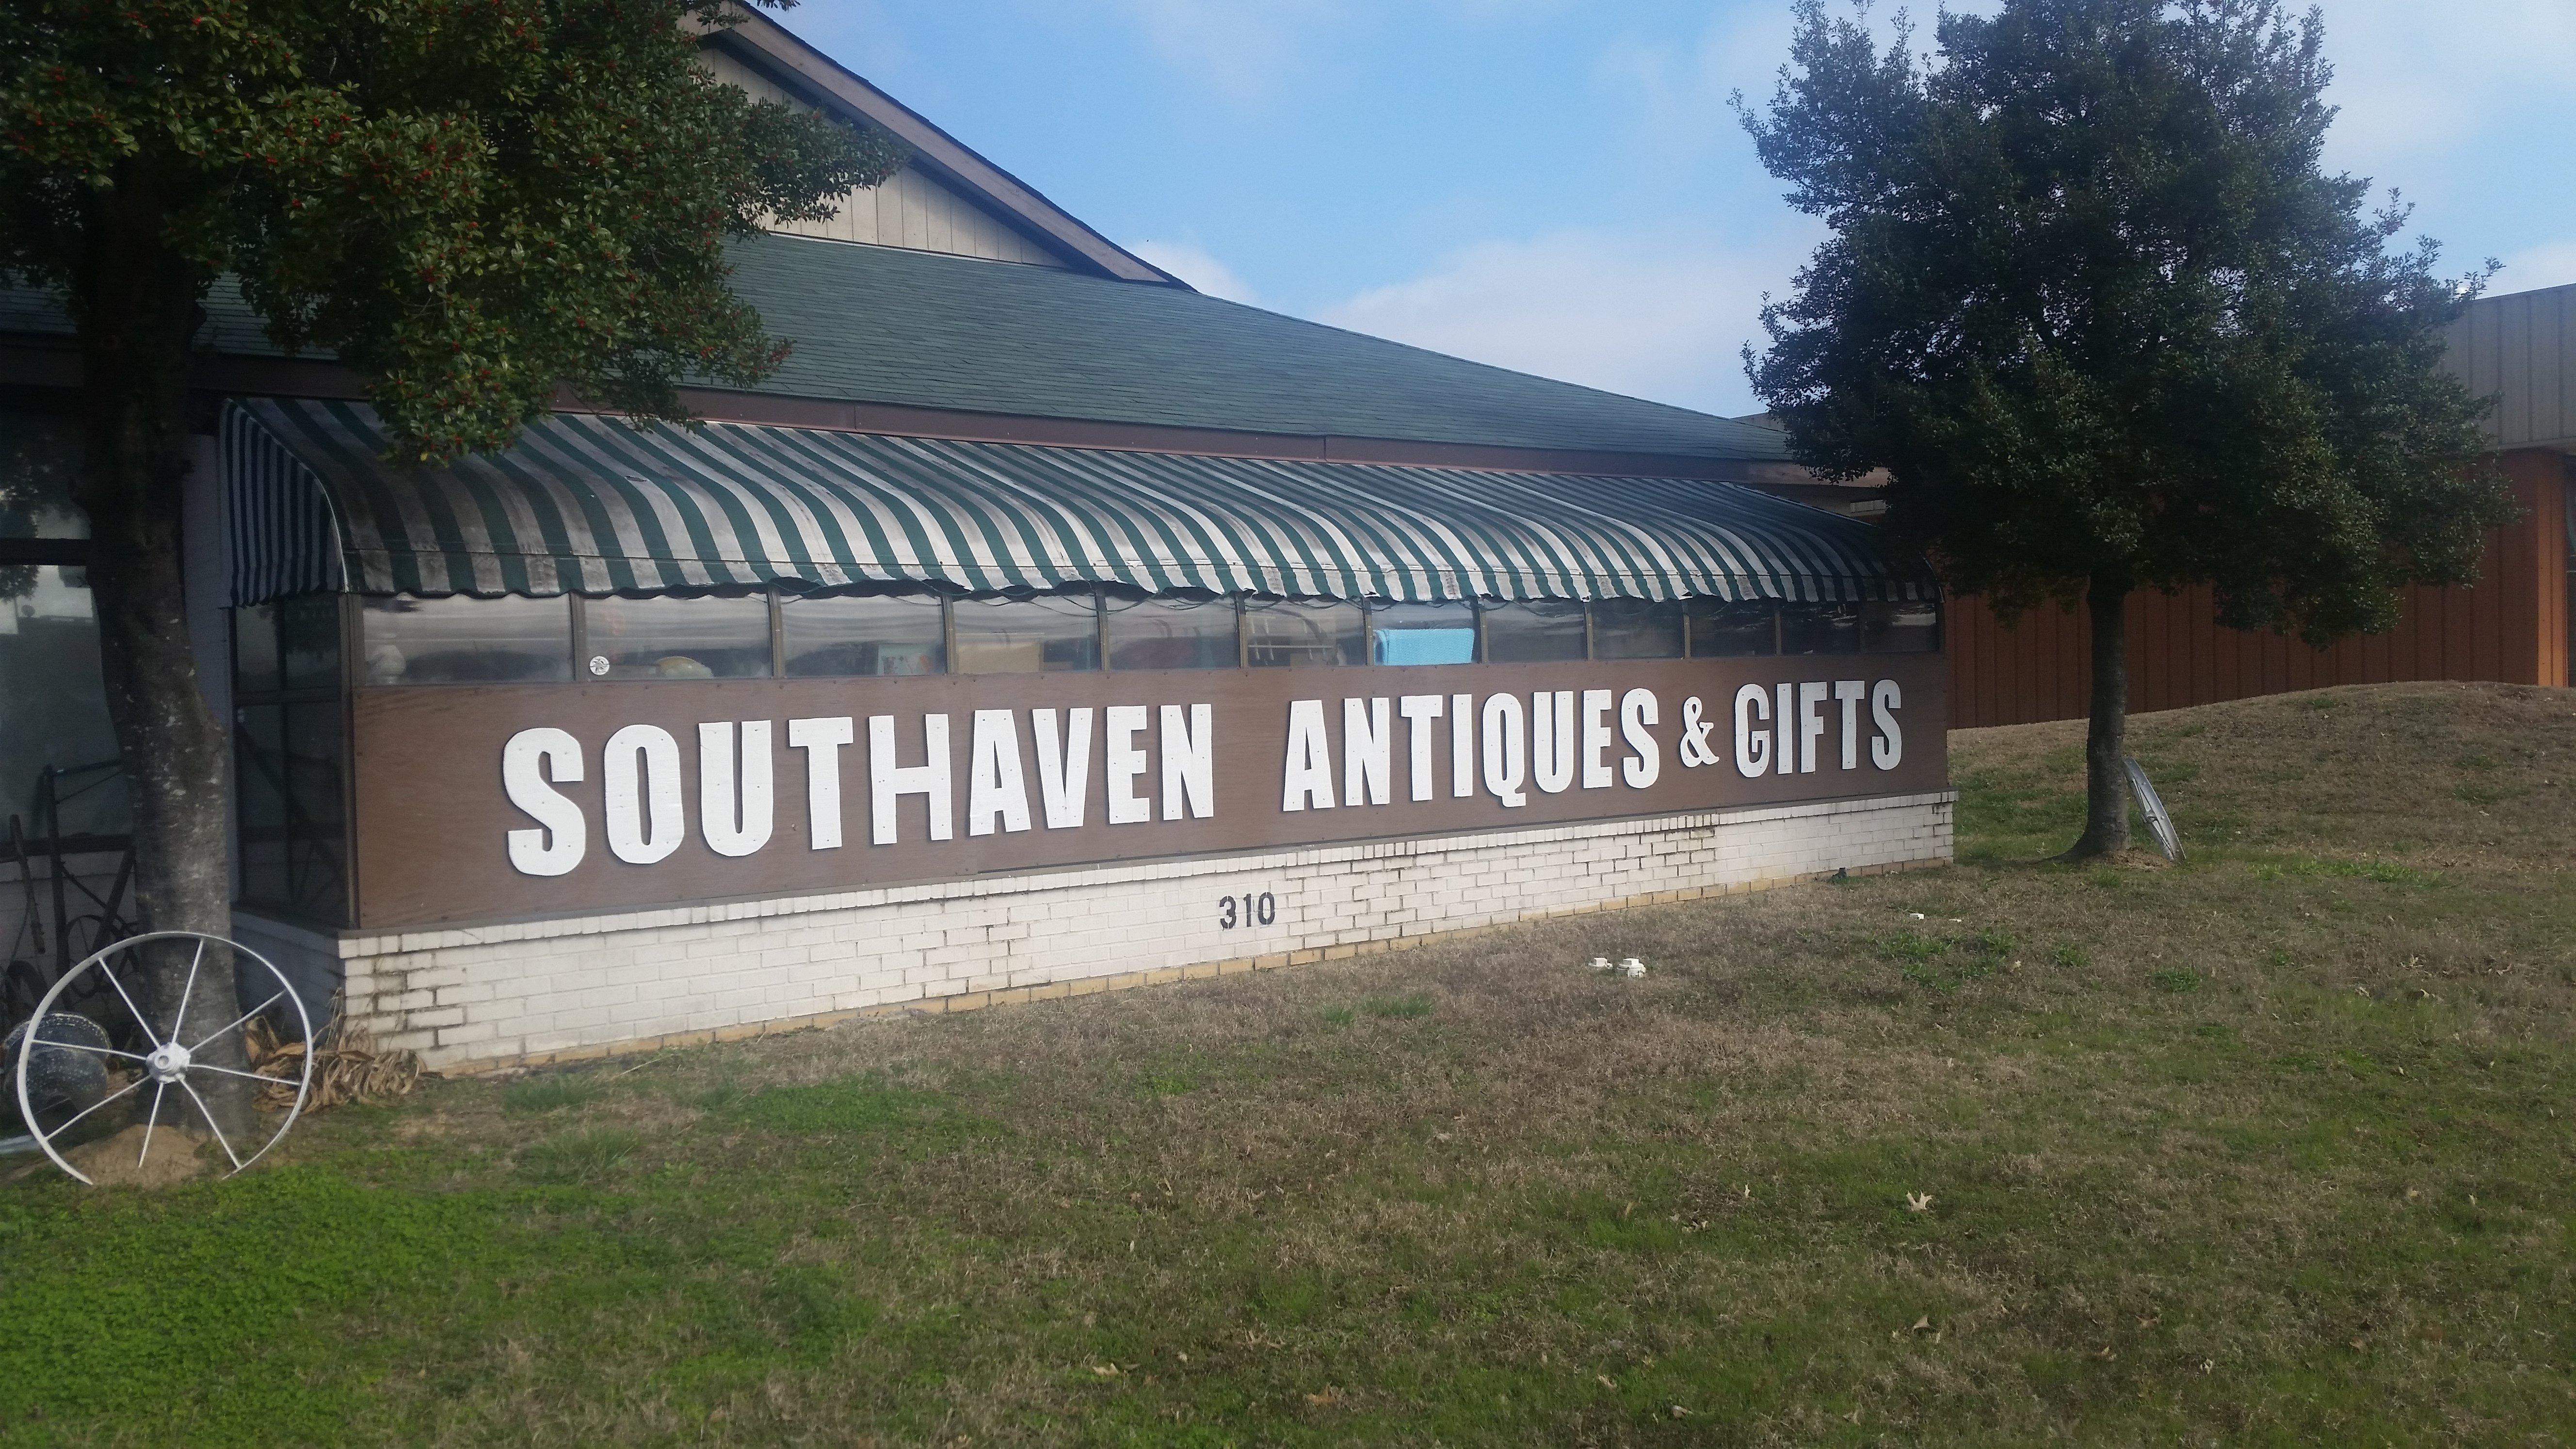 SOUTHAVEN ANTIQUES & GIFTS
310